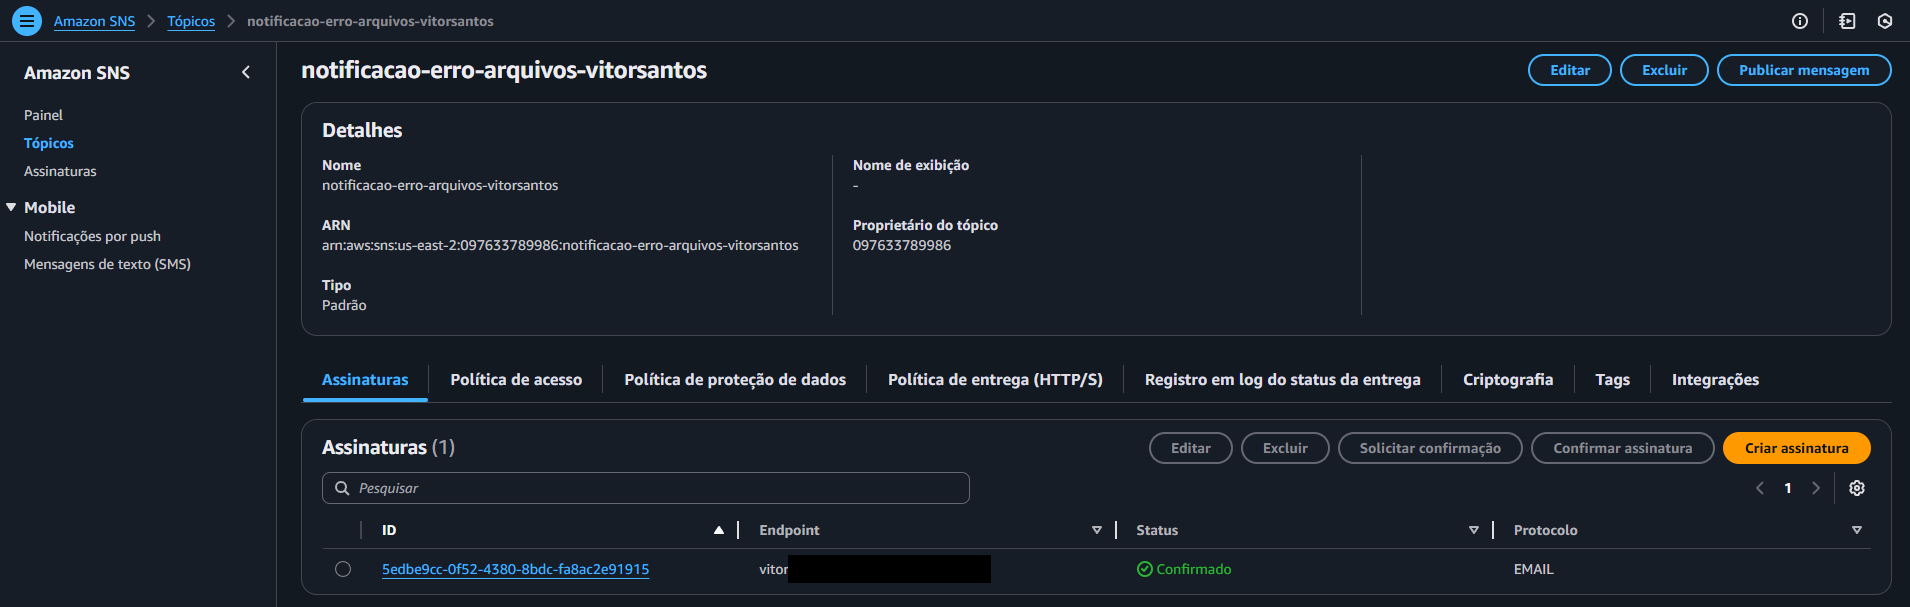 Amazon SNS > Tópicos > notificacao-erro-arquivos-vitorsantos
Amazon SNS
Painel
Tópicos
Assinaturas
Mobile
Notificações por push
Mensagens de texto (SMS)
notificacao-erro-arquivos-vitorsantos
Editar Excluir Publicar mensagem
Detalhes
Nome
notificacao-erro-arquivos-vitorsantos
ARN
arn:aws:sns:us-east-2:097633789986:notificacao-erro-arquivos-vitorsantos
Tipo
Padrão
Nome de exibição
-
Proprietário do tópico
097633789986
Assinaturas Política de acesso Política de proteção de dados Política de entrega (HTTP/S) Registro em log do status da entrega Criptografia Tags Integrações
Assinaturas (1)
Editar Excluir Solicitar confirmação Confirmar assinatura Criar assinatura
Pesquisar
1
ID Endpoint Status Protocolo
5edbe9cc-0f52-4380-8bdc-fa8ac2e91915 vitor Confirmado EMAIL